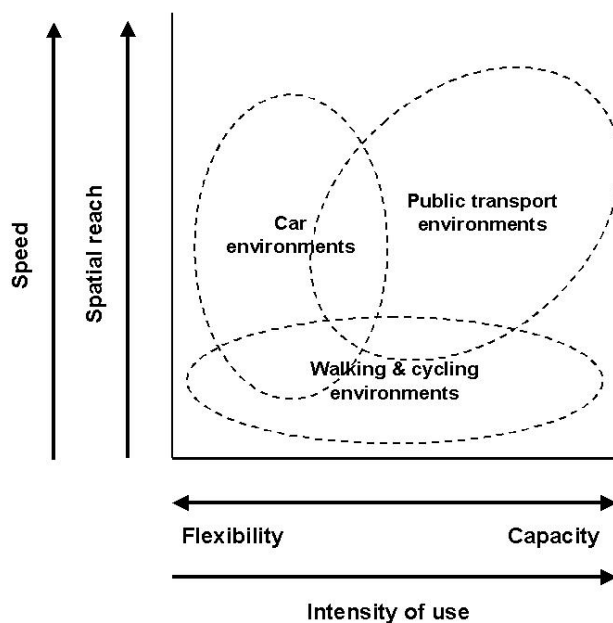 Speed
Spatial reach
Car
environments
Public transport
environments
Walking & cycling
environments
Flexibility
Capacity
Intensity of use